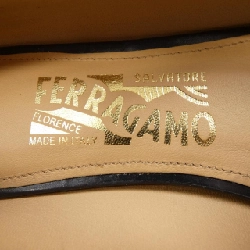 SALVATORE
FERRAGAMO
FLORENCE
MADE IN ITALY